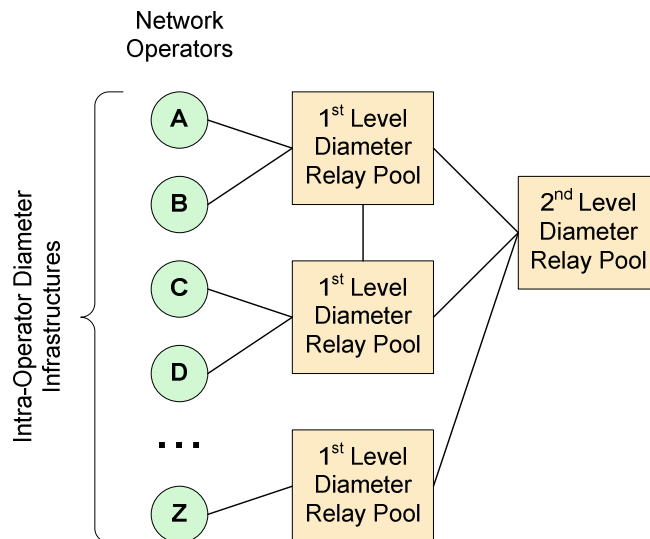 Network
Operators
Intra-Operator Diameter
Infrastructures
A
B
C
D
...
Z
1st Level
Diameter
Relay Pool
1st Level
Diameter
Relay Pool
1st Level
Diameter
Relay Pool
2nd Level
Diameter
Relay Pool